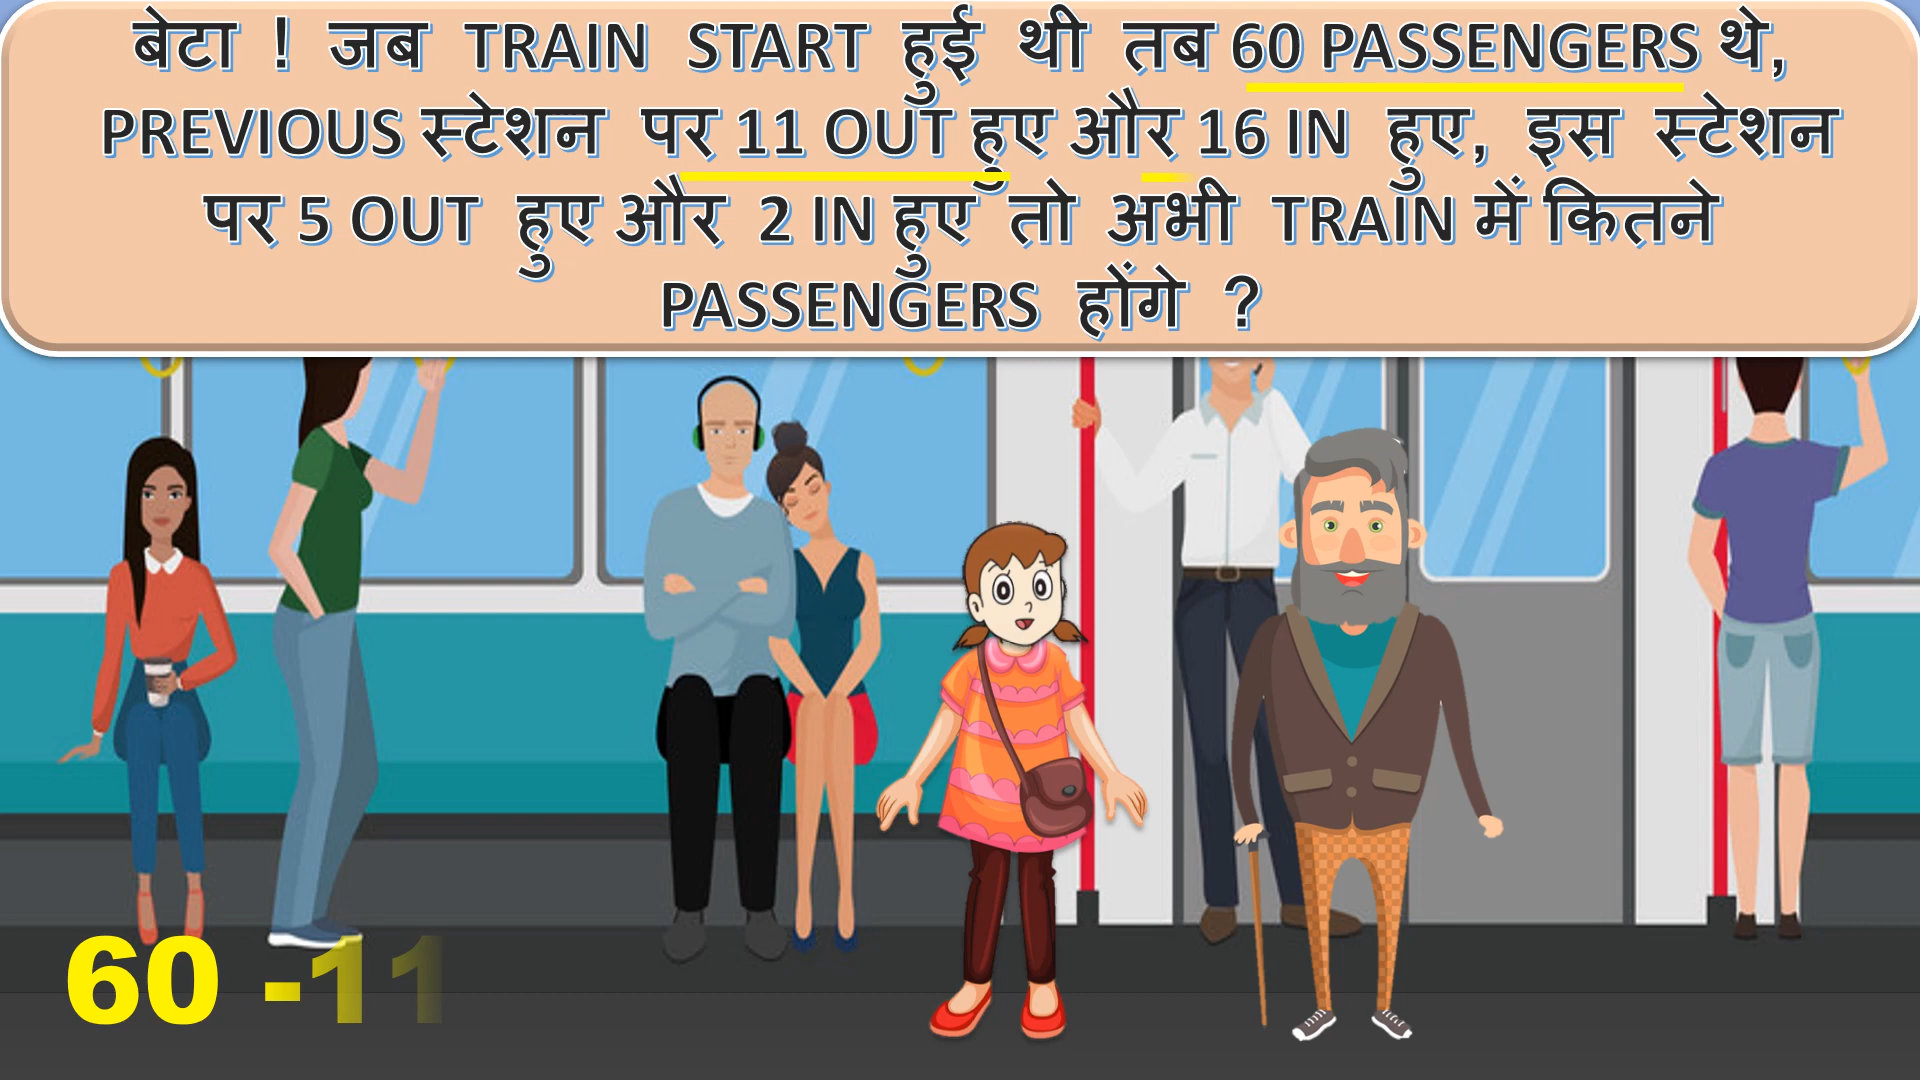 बेटा ! जब TRAIN START हुई थी तब 60 PASSENGERS थे,
PREVIOUS स्टेशन पर 11 OUT हुए और 16 IN हुए, इस स्टेशन
पर 5 OUT हुए और 2 IN हुए तो अभी TRAIN में कितने
PASSENGERS होंगे ?
60 -11